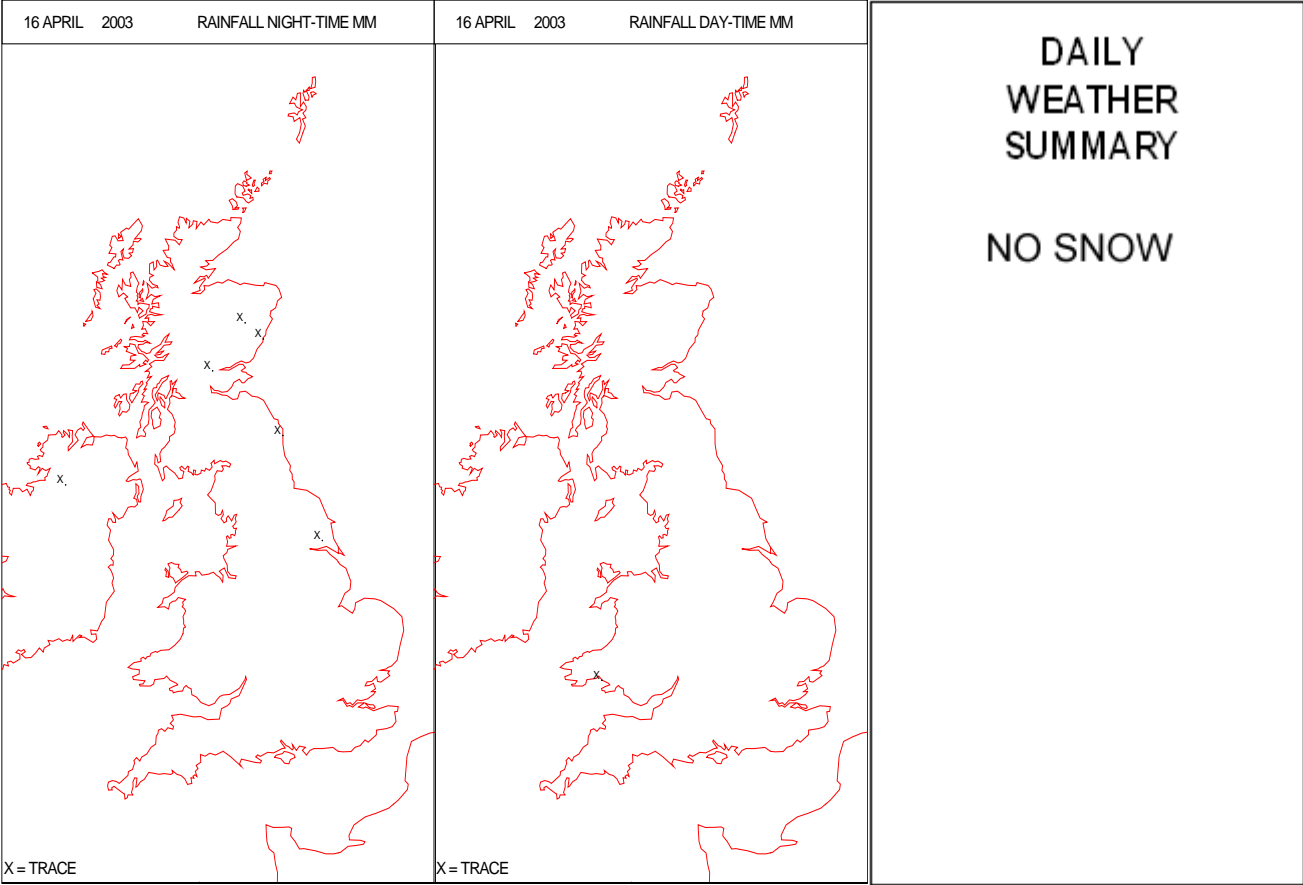 16 APRIL 2003 RAINFALL NIGHT-TIME MM
X.
X.
X.
X.
X.
X.
X = TRACE
16 APRIL 2003 RAINFALL DAY-TIME MM
X.
X = TRACE
DAILY
WEATHER
SUMMARY
NO SNOW